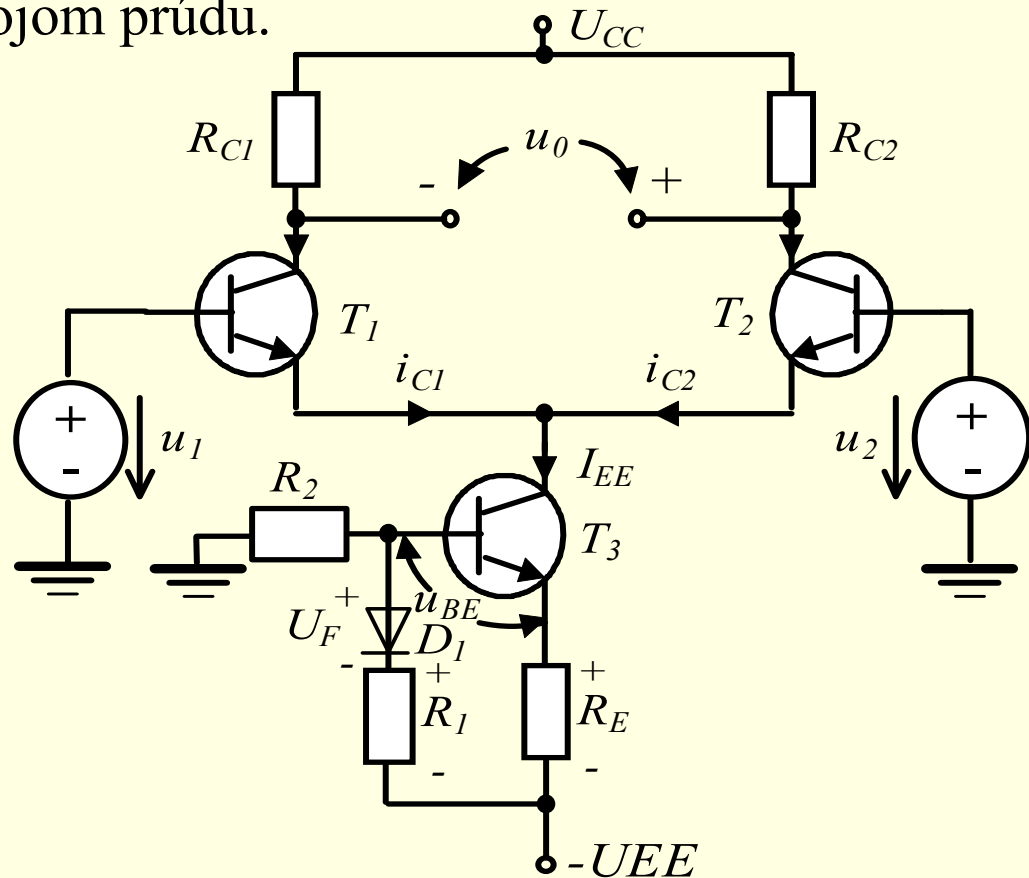 prúdu.
U_CC
R_C1
u_0
R_C2
- +
T_1
T_2
i_C1
i_C2
+
-
u_1
u_2
+
-
R_2
I_EE
T_3
+
U_F
-
u_BE
D_1
+
R_1
-
+
R_E
-
-UEE